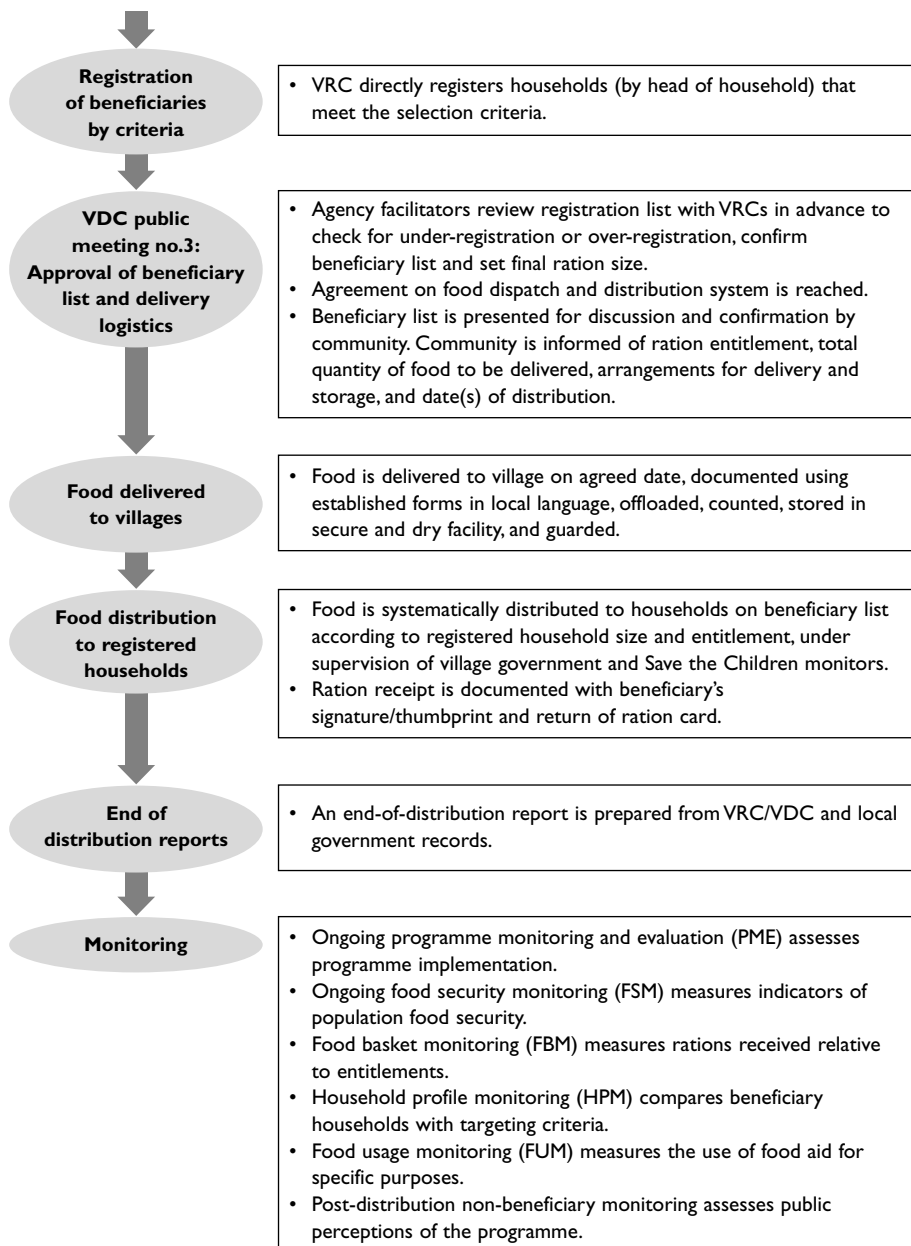 Registration
of beneficiaries
by criteria
• VRC directly registers households (by head of household) that
meet the selection criteria.
VDC public
meeting no.3:
Approval of beneficiary
list and delivery
logistics
• Agency facilitators review registration list with VRCs in advance to
check for under-registration or over-registration, confirm
beneficiary list and set final ration size.
• Agreement on food dispatch and distribution system is reached.
• Beneficiary list is presented for discussion and confirmation by
community. Community is informed of ration entitlement, total
quantity of food to be delivered, arrangements for delivery and
storage, and date(s) of distribution.
Food delivered
to villages
• Food is delivered to village on agreed date, documented using
established forms in local language, offloaded, counted, stored in
secure and dry facility, and guarded.
Food distribution
to registered
households
• Food is systematically distributed to households on beneficiary list
according to registered household size and entitlement, under
supervision of village government and Save the Children monitors.
• Ration receipt is documented with beneficiary's
signature/thumbprint and return of ration card.
End of
distribution reports
• An end-of-distribution report is prepared from VRC/VDC and local
government records.
Monitoring
• Ongoing programme monitoring and evaluation (PME) assesses
programme implementation.
• Ongoing food security monitoring (FSM) measures indicators of
population food security.
• Food basket monitoring (FBM) measures rations received relative
to entitlements.
• Household profile monitoring (HPM) compares beneficiary
households with targeting criteria.
• Food usage monitoring (FUM) measures the use of food aid for
specific purposes.
• Post-distribution non-beneficiary monitoring assesses public
perceptions of the programme.